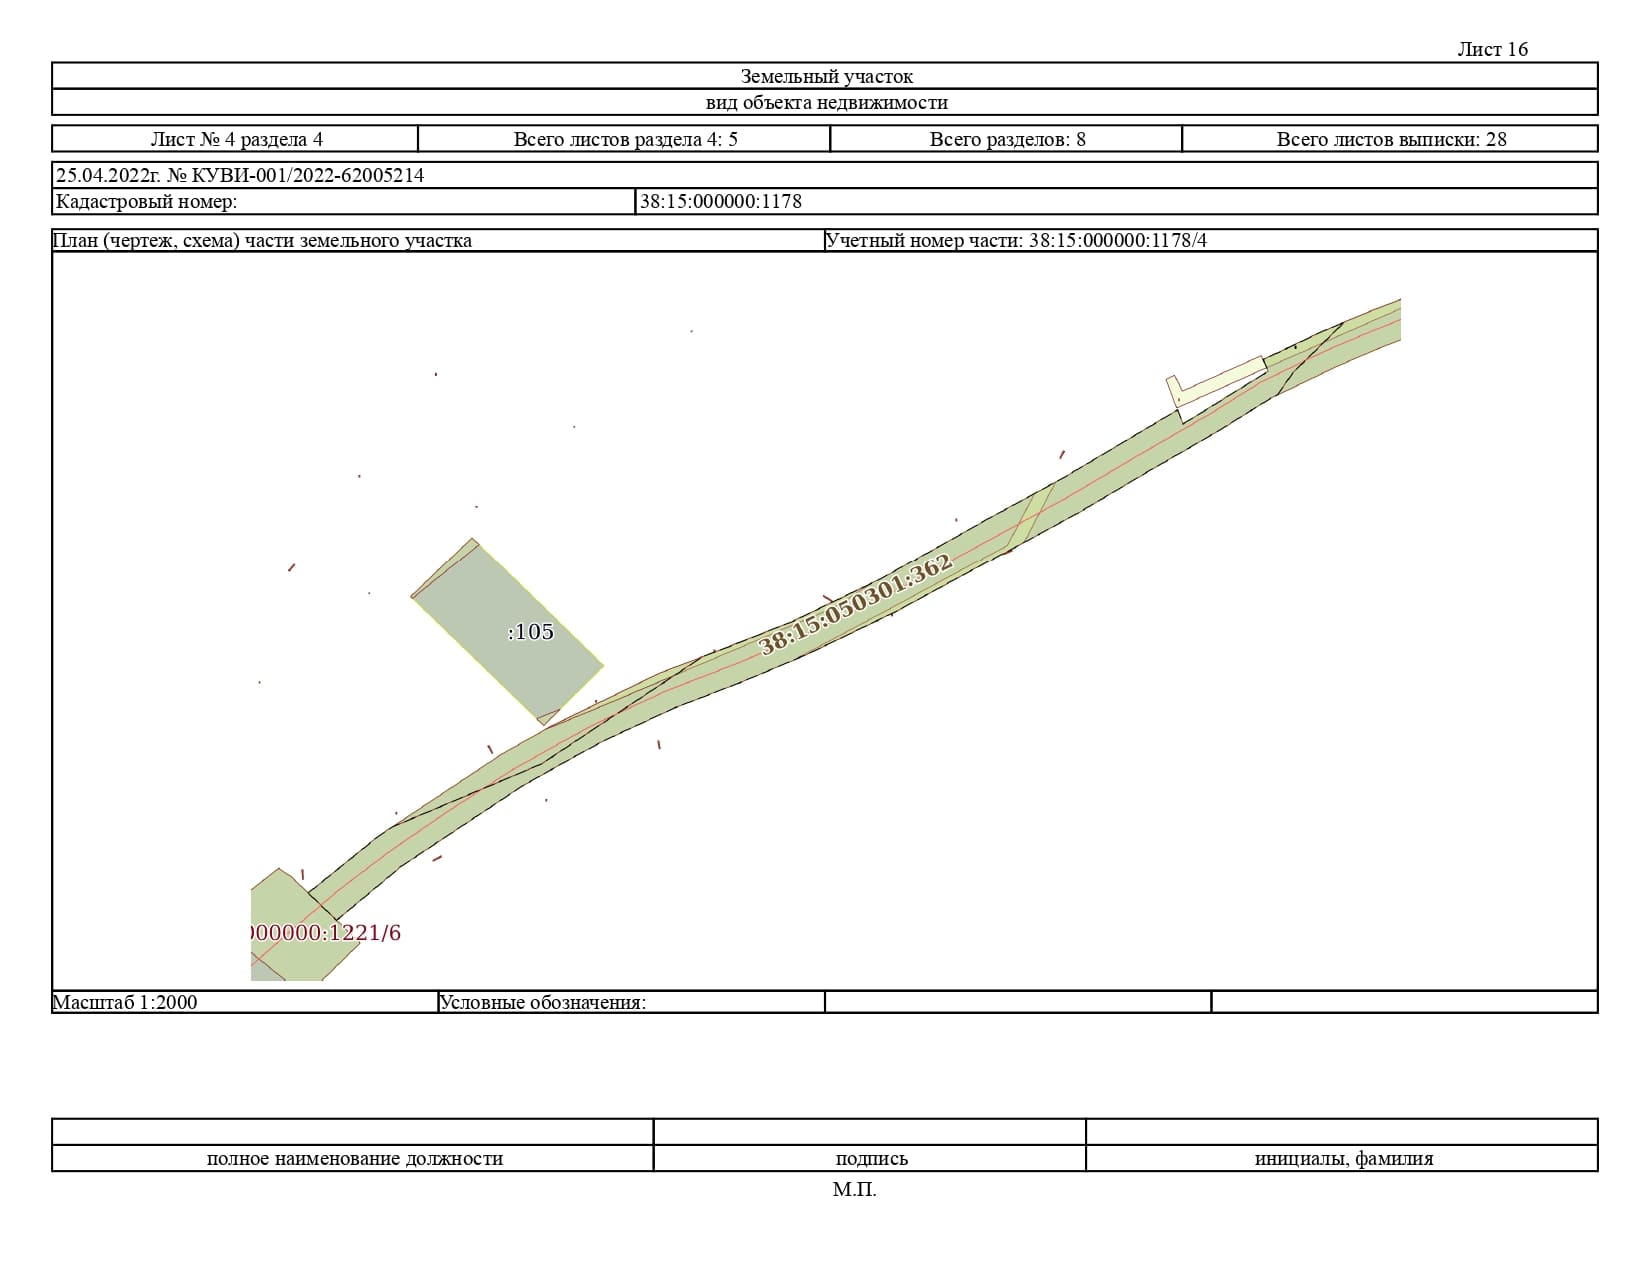 Лист 16
Земельный участок
вид объекта недвижимости
Лист № 4 раздела 4
Всего листов раздела 4: 5
Всего разделов: 8
Всего листов выписки: 28
25.04.2022г. № КУВИ-001/2022-62005214
Кадастровый номер:
38:15:000000:1178
План (чертеж, схема) части земельного участка
Учетный номер части: 38:15:000000:1178/4
:105
38:15:050301:362
000000:1221/6
Масштаб 1:2000
Условные обозначения:
полное наименование должности
подпись
инициалы, фамилия
М.П.